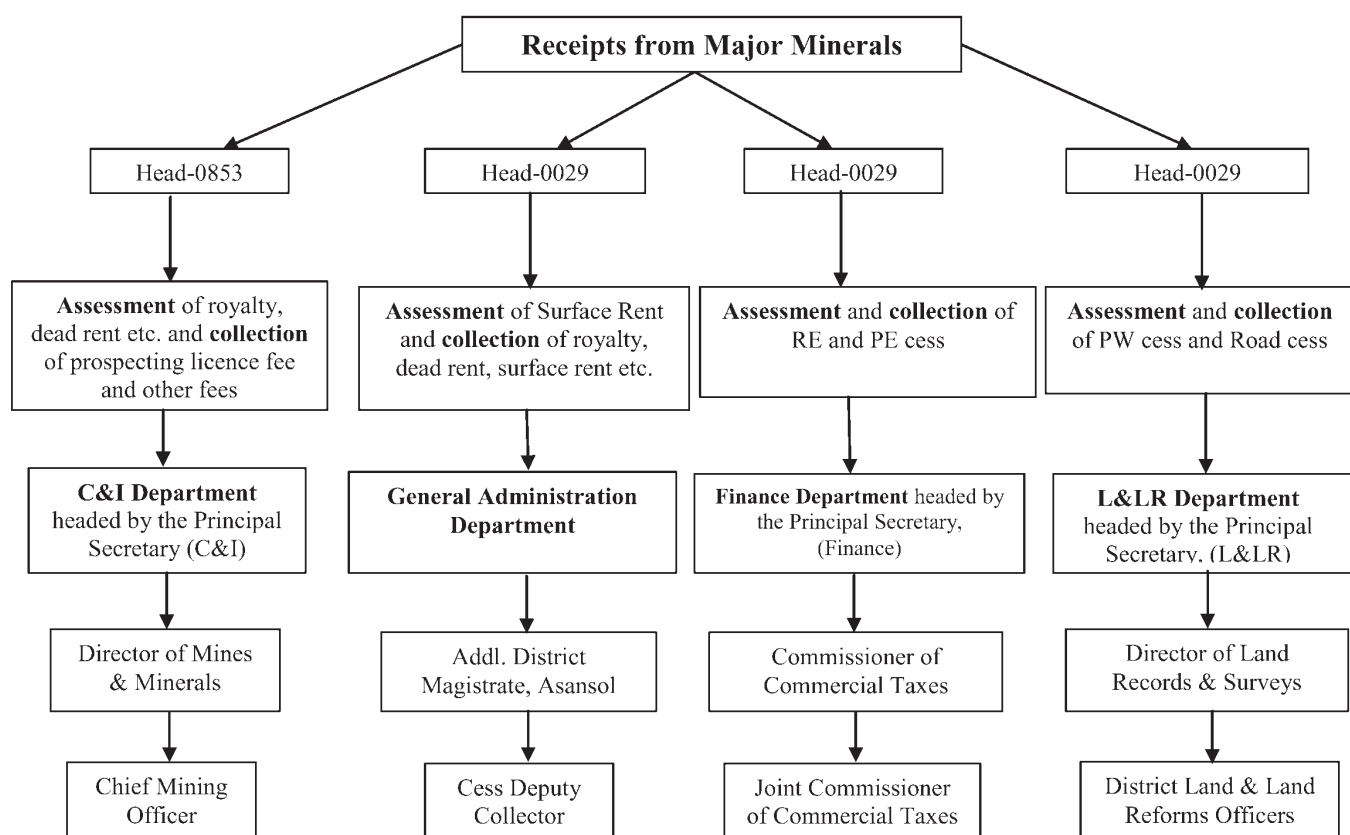 Receipts from Major Minerals
Head-0853
Head-0029
Head-0029
Head-0029
Assessment of royalty,
dead rent etc. and collection
of prospecting licence fee
and other fees
Assessment of Surface Rent
and collection of royalty,
dead rent, surface rent etc.
Assessment and collection of
RE and PE cess
Assessment and collection
of PW cess and Road cess
C&I Department
headed by the Principal
Secretary (C&I)
General Administration
Department
Finance Department headed by
the Principal Secretary,
(Finance)
L&LR Department
headed by the Principal
Secretary, (L&LR)
Director of Mines
& Minerals
Addl. District
Magistrate, Asansol
Commissioner of
Commercial Taxes
Director of Land
Records & Surveys
Chief Mining
Officer
Cess Deputy
Collector
Joint Commissioner
of Commercial Taxes
District Land & Land
Reforms Officers